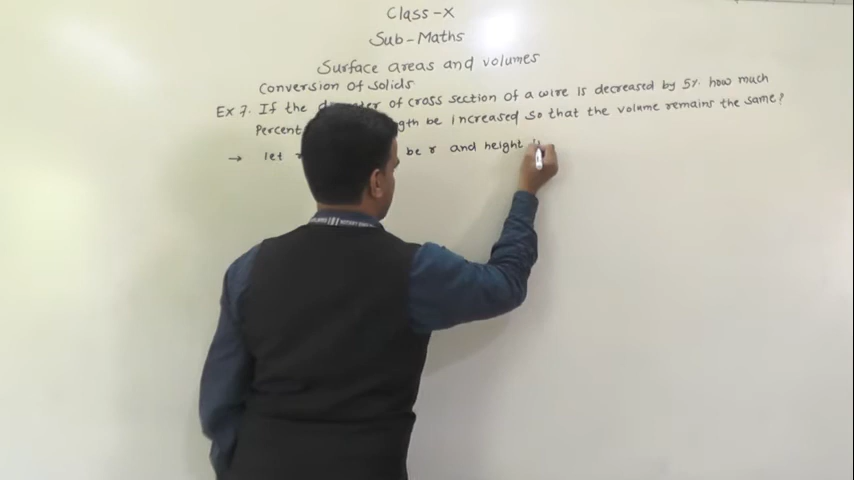 Class-X
Sub-Maths
Surface areas and volumes
Conversion of solids
Ex 7. If the of cross section of a wire is decreased by 5%. how much
Percent be increased so that the volume remains the same?
→ let be r and height